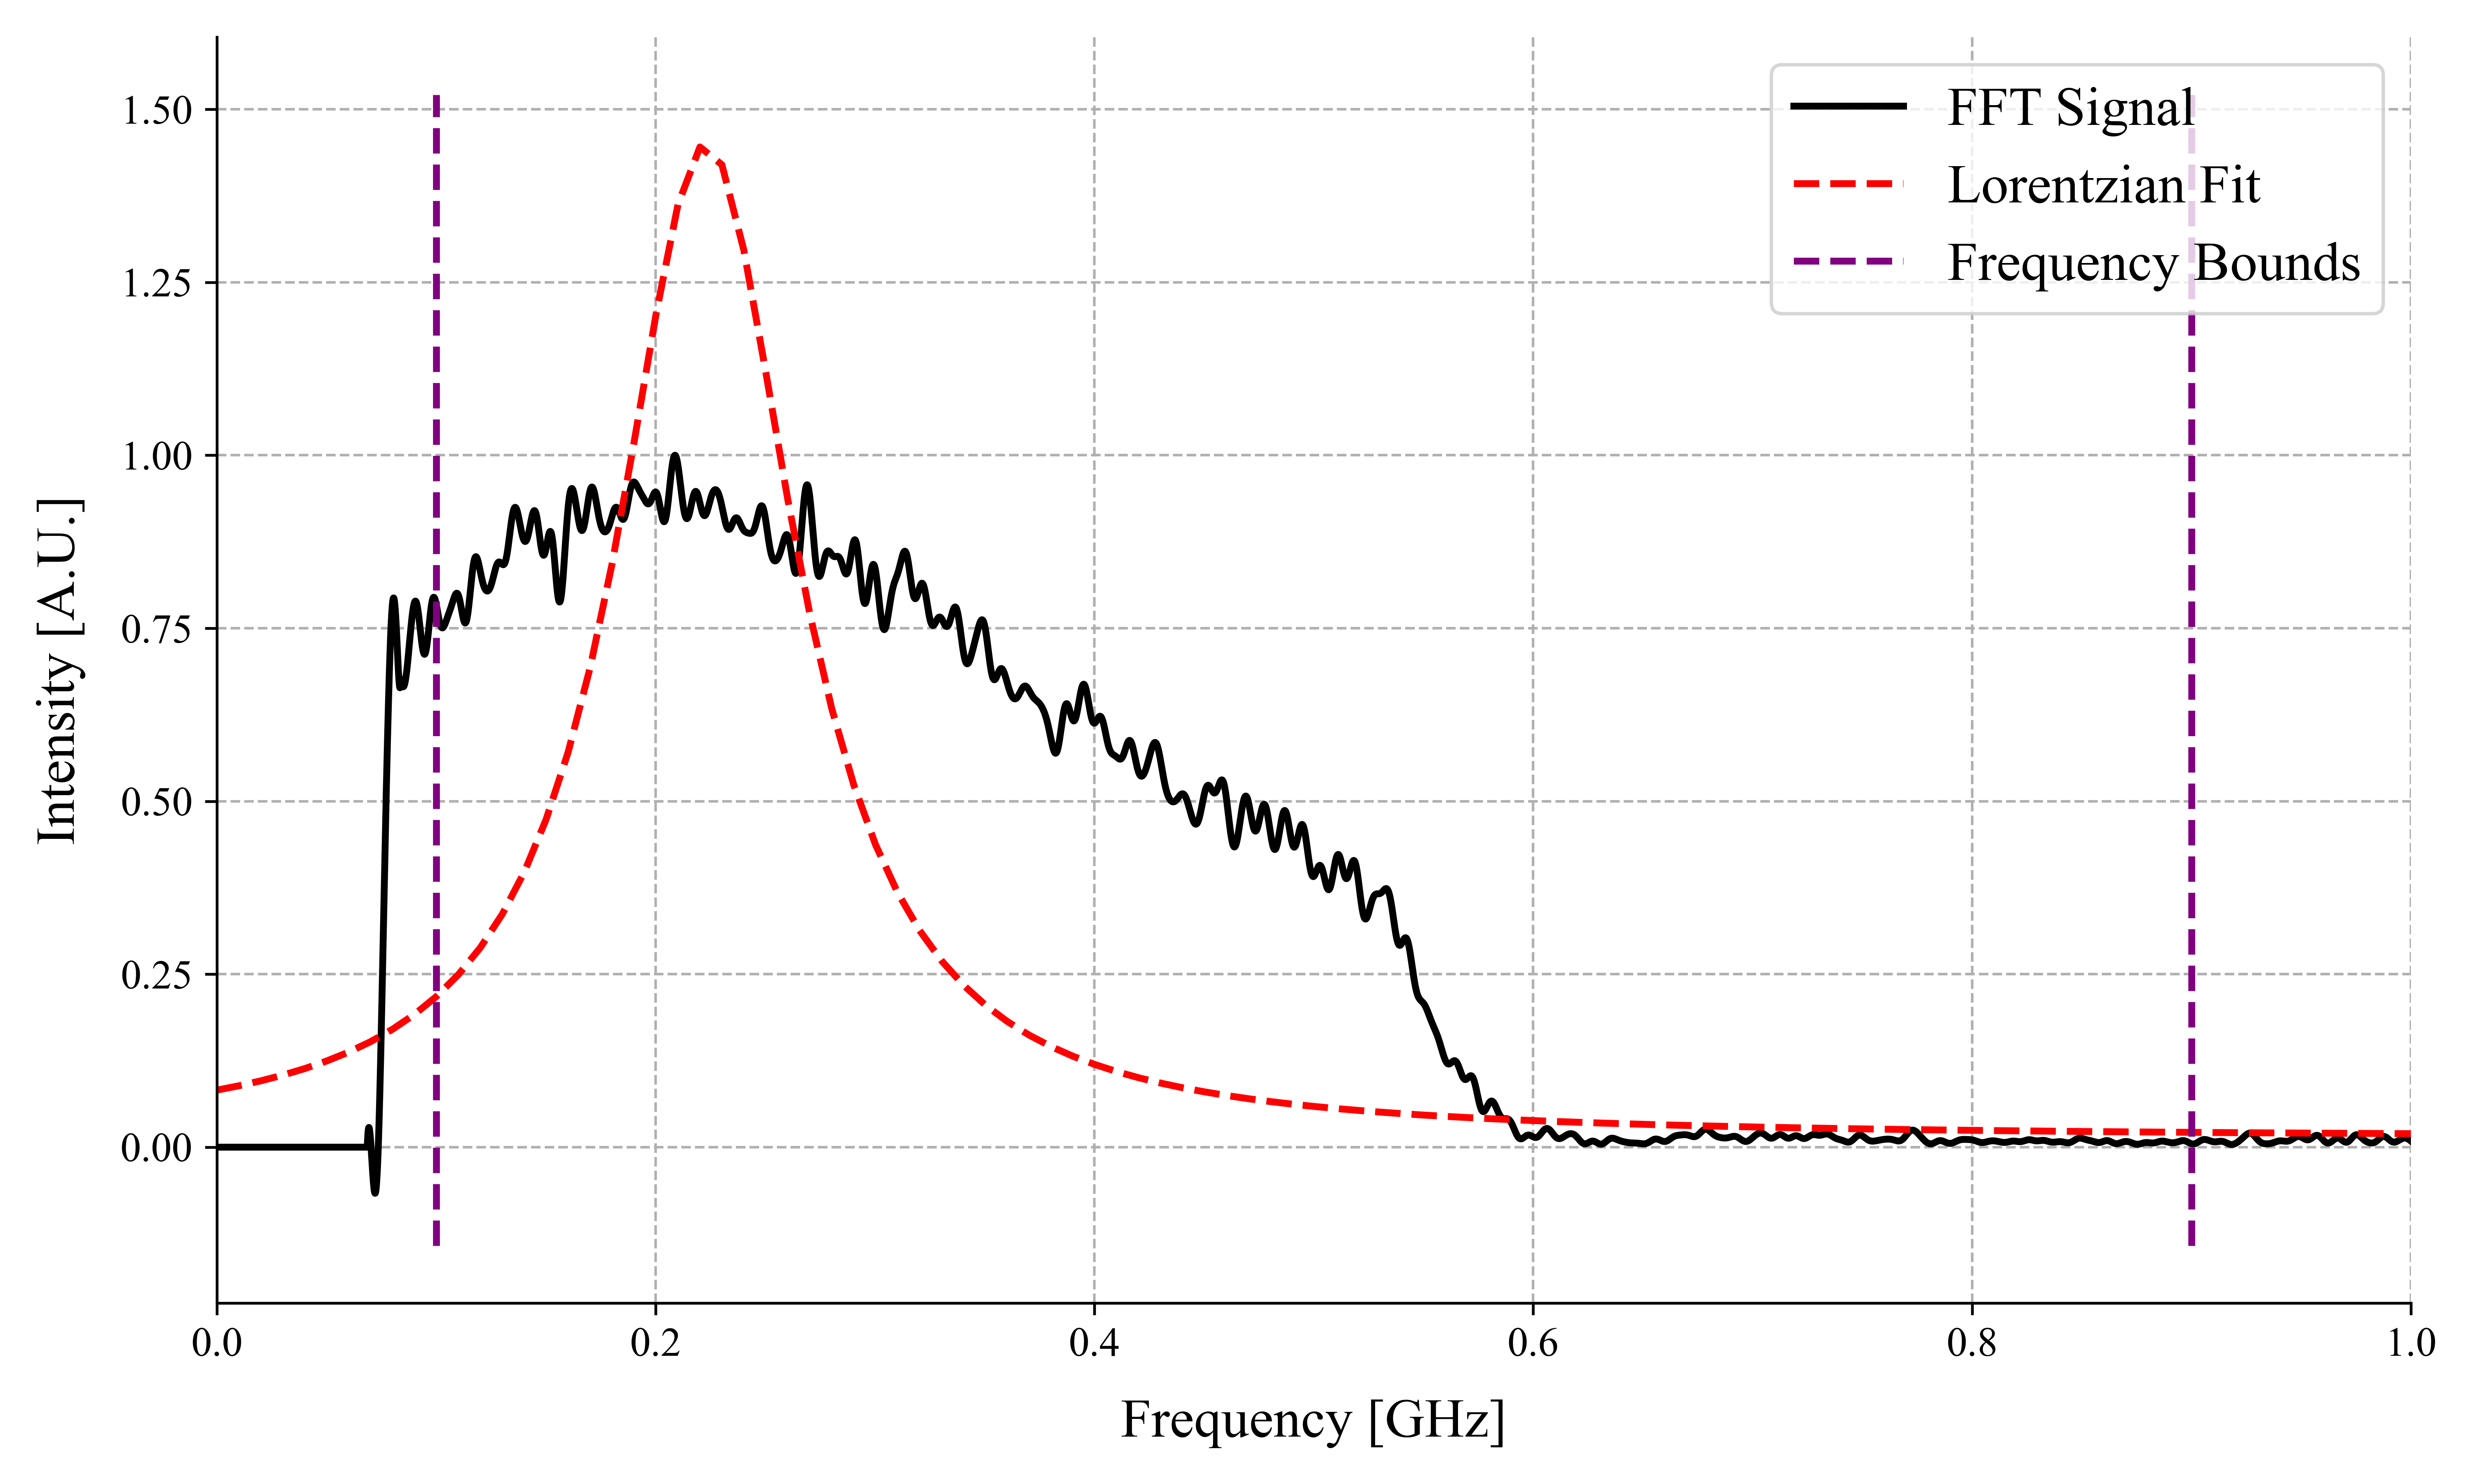 FFT Signal
Lorentzian Fit
Frequency Bounds
Intensity [A.U.]
1.50
1.25
1.00
0.75
0.50
0.25
0.00
0.0 0.2 0.4 0.6 0.8 1.0
Frequency [GHz]